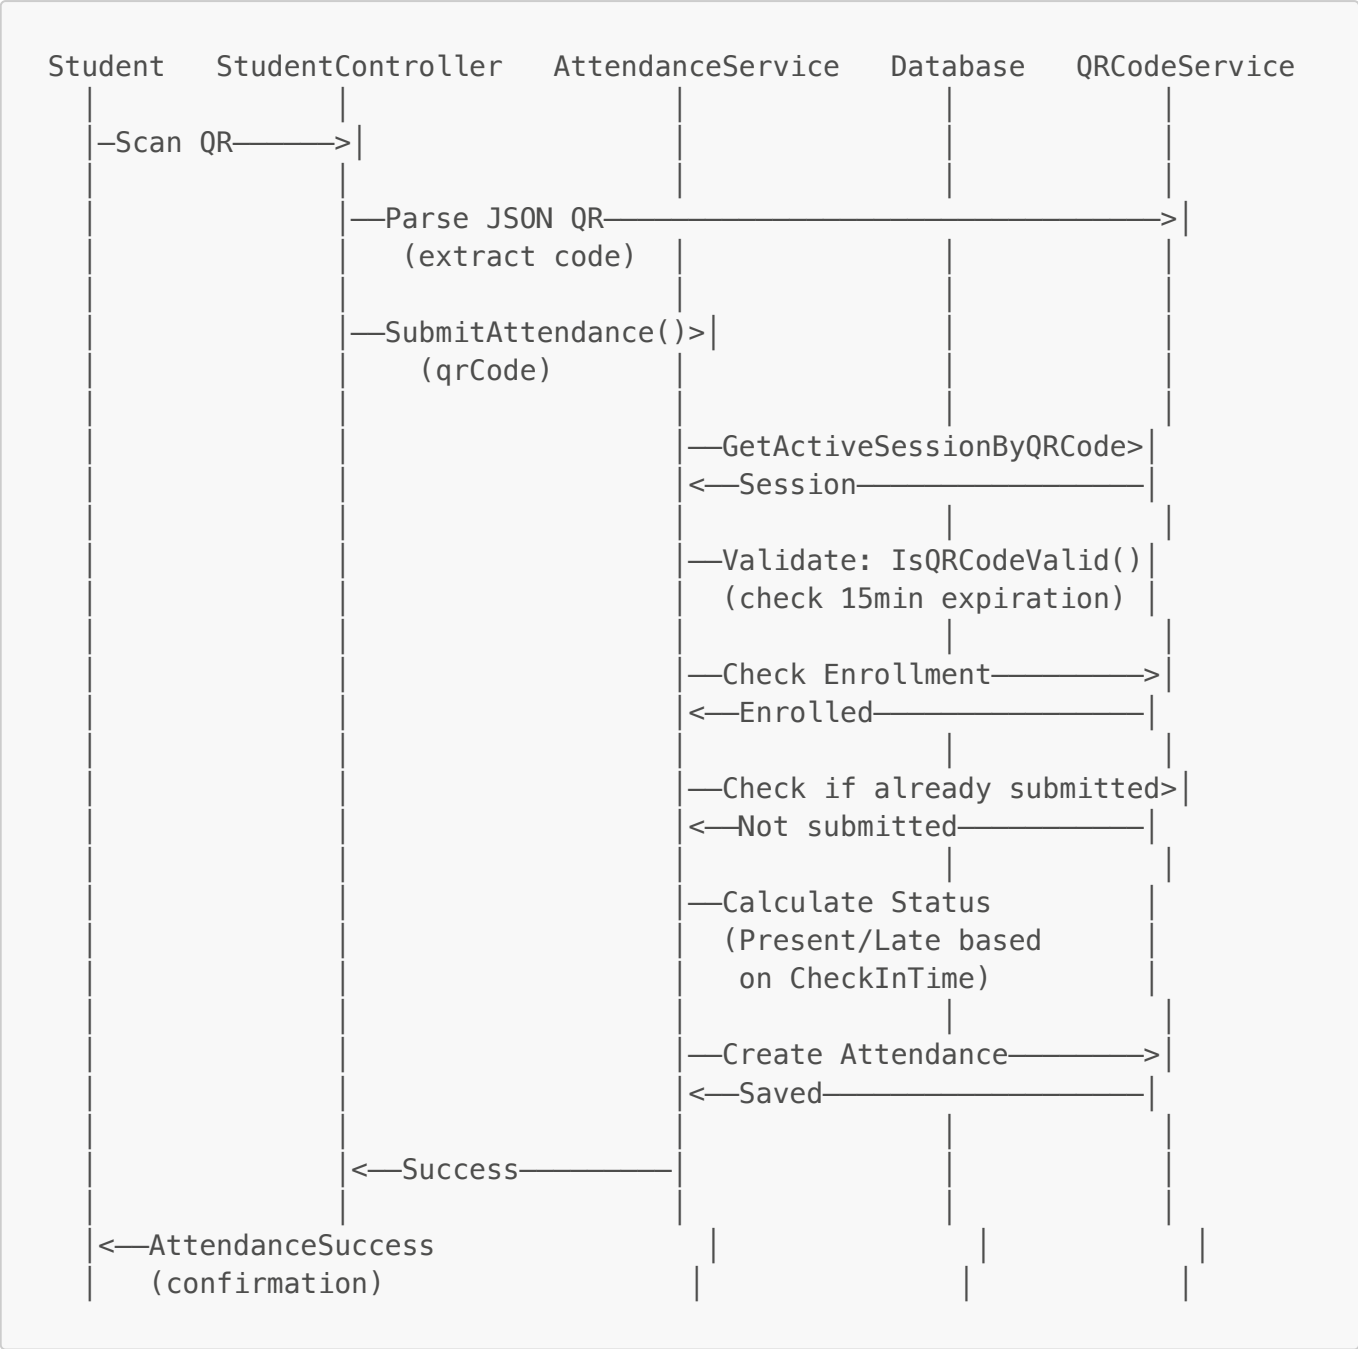 Student   StudentController   AttendanceService   Database   QRCodeService
Scan QR
Parse JSON QR
(extract code)
SubmitAttendance()
(qrCode)
GetActiveSessionByQRCode
Session
Validate: IsQRCodeValid()
(check 15min expiration)
Check Enrollment
Enrolled
Check if already submitted
Not submitted
Calculate Status
(Present/Late based
on CheckInTime)
Create Attendance
Saved
Success
AttendanceSuccess
(confirmation)